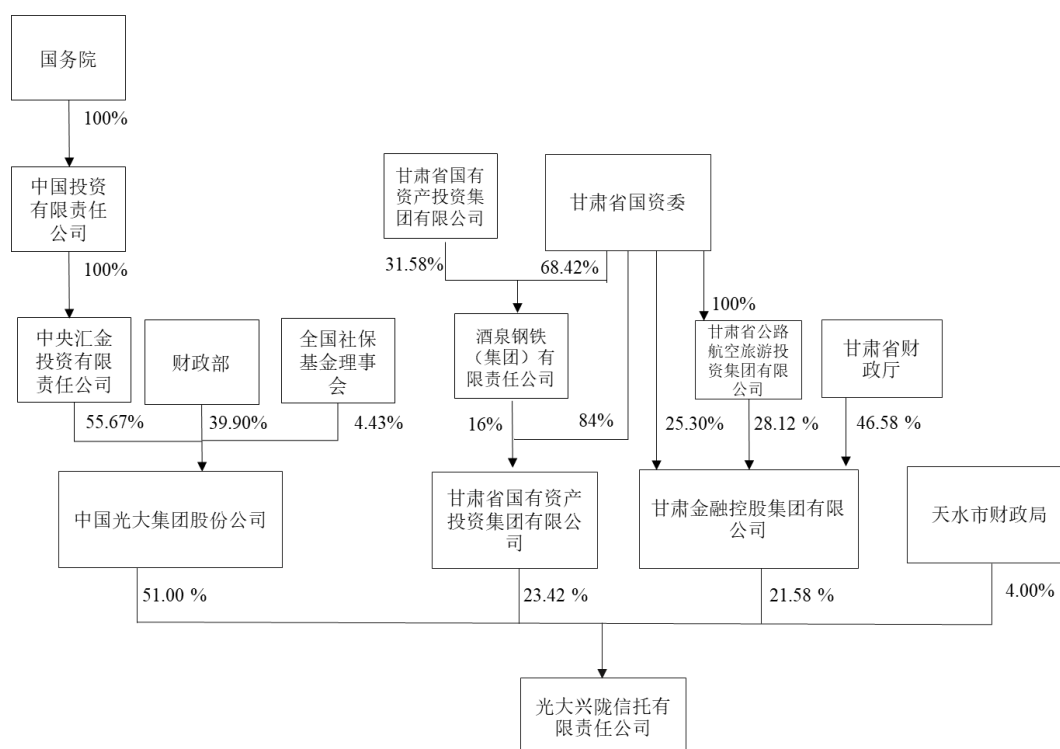 国务院
100%
中国投资
有限责任
公司
甘肃省国有
资产投资集
团有限公司
甘肃省国资委
100%
31.58%
68.42%
100%
中央汇金
投资有限
责任公司
财政部
全国社保
基金理事
会
酒泉钢铁
（集团）有
限责任公司
甘肃省公路
航空旅游投
资集团有限
公司
甘肃省财
政厅
55.67%
39.90%
4.43%
16%
84%
25.30%
28.12 %
46.58 %
中国光大集团股份公司
甘肃省国有资产
投资集团有限公
司
甘肃金融控股集团有限
公司
天水市财政局
51.00 %
23.42 %
21.58 %
4.00%
光大兴陇信托有
限责任公司